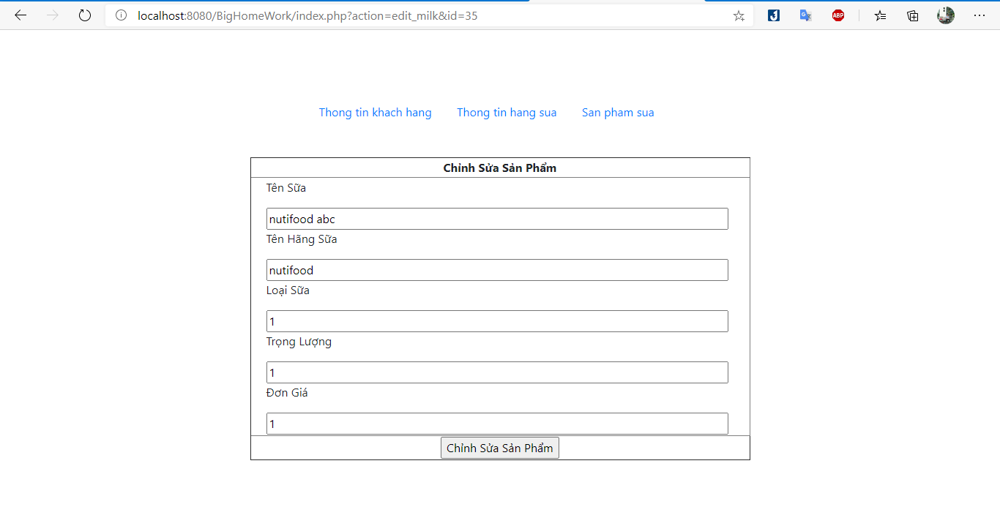 localhost:8080/BigHomeWork/index.php?action=edit_milk&id=35
ABP
Thong tin khach hang Thong tin hang sua San pham sua
Chỉnh Sửa Sản Phẩm
Tên Sữa
nutifood abc
Tên Hãng Sữa
nutifood
Loại Sữa
1
Trọng Lượng
1
Đơn Giá
1
Chỉnh Sửa Sản Phẩm